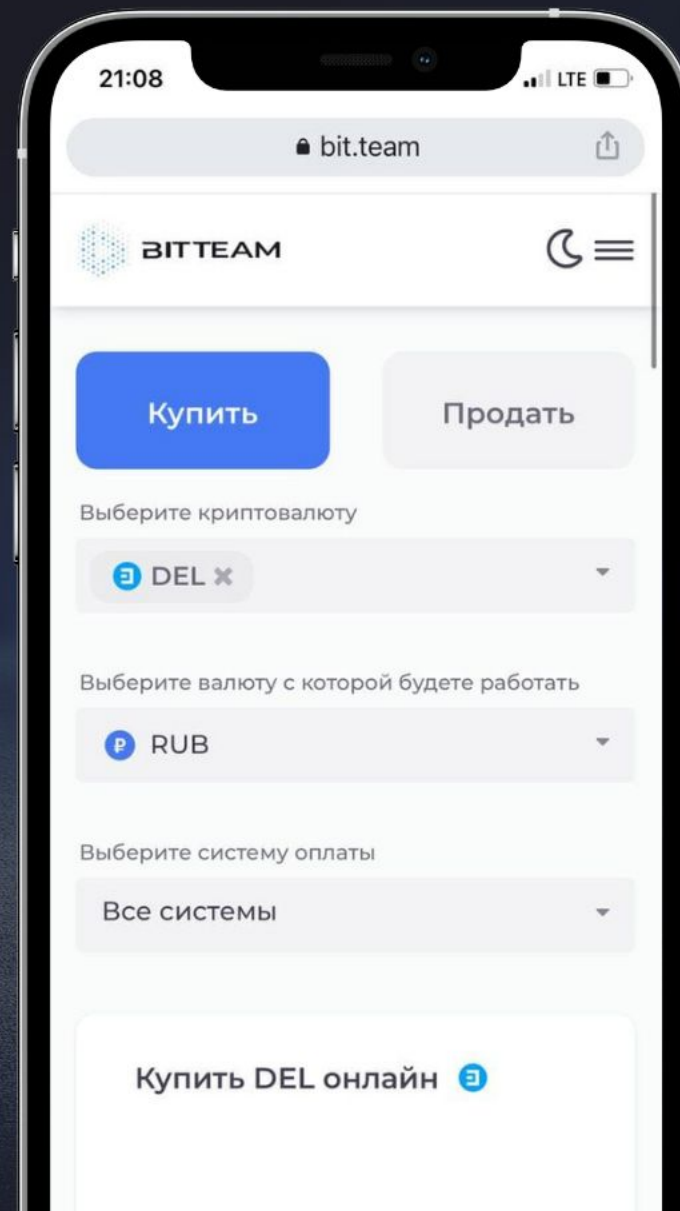 21:08
LTE
bit.team
BITTEAM
Купить
Продать
Выберите криптовалюту
DEL
Выберите валюту с которой будете работать
₽ RUB
Выберите систему оплаты
Все системы
Купить DEL онлайн